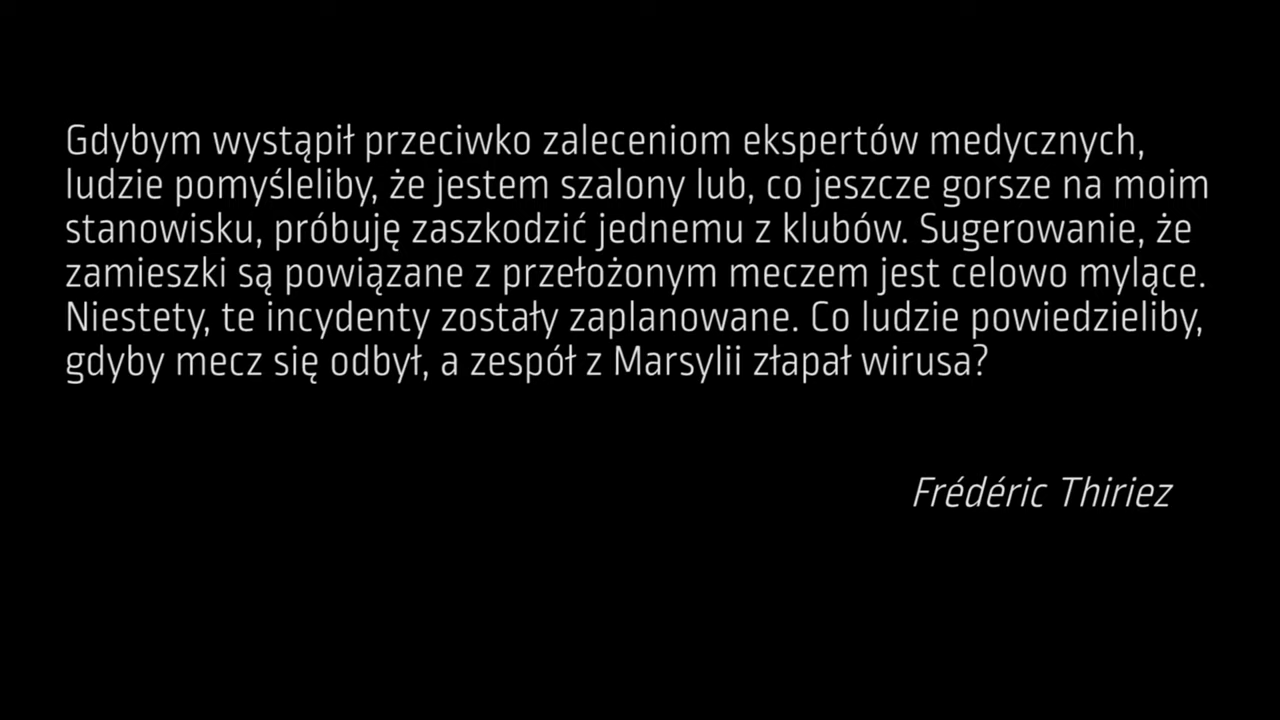 Gdybym wystąpił przeciwko zaleceniom ekspertów medycznych,
ludzie pomyśleliby, że jestem szalony lub, co jeszcze gorsze na moim
stanowisku, próbuję zaszkodzić jednemu z klubów. Sugerowanie, że
zamieszki są powiązane z przełożonym meczem jest celowo mylące.
Niestety, te incydenty zostały zaplanowane. Co ludzie powiedzieliby,
gdyby mecz się odbył, a zespół z Marsylii złapał wirusa?
Frédéric Thiriez